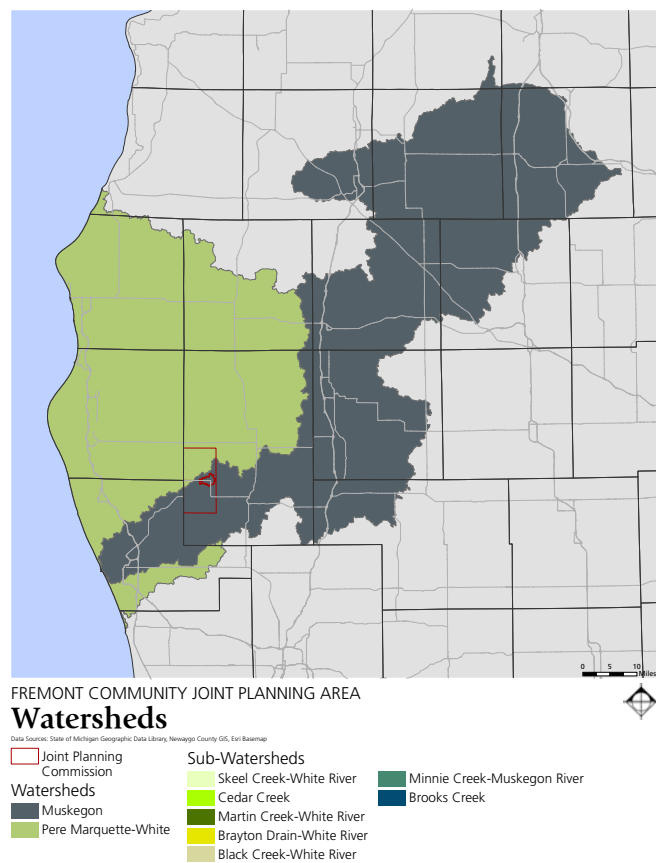 0 5 10
Miles
FREMONT COMMUNITY JOINT PLANNING AREA
Watersheds
Data Sources: State of Michigan Geographic Data Library, Newaygo County GIS, Esri Basemap
Joint Planning
Commission
Watersheds
Muskegon
Pere Marquette-White
Sub-Watersheds
Skeel Creek-White River
Cedar Creek
Martin Creek-White River
Brayton Drain-White River
Black Creek-White River
Minnie Creek-Muskegon River
Brooks Creek